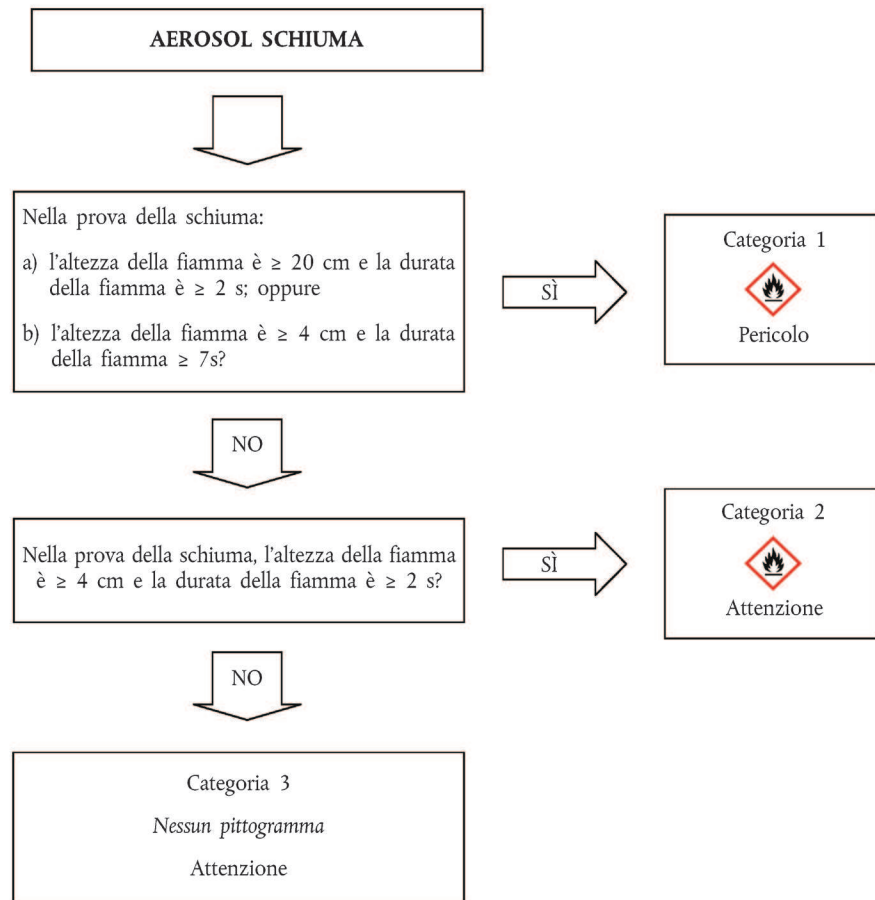 AEROSOL SCHIUMA
Nella prova della schiuma:
a) l'altezza della fiamma è ≥ 20 cm e la durata
della fiamma è ≥ 2 s; oppure
b) l'altezza della fiamma è ≥ 4 cm e la durata
della fiamma ≥ 7s?
SÌ
Categoria 1
Pericolo
NO
Nella prova della schiuma, l'altezza della fiamma
è ≥ 4 cm e la durata della fiamma è ≥ 2 s?
SÌ
Categoria 2
Attenzione
NO
Categoria 3
Nessun pittogramma
Attenzione